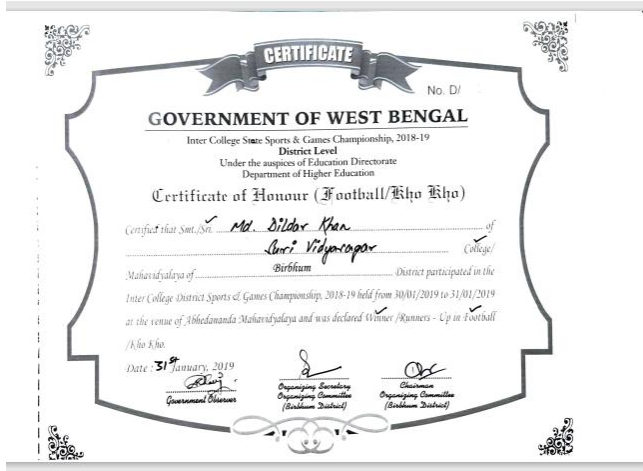 CERTIFICATE
No. D/
GOVERNMENT OF WEST BENGAL
Inter College State Sports & Games Championship, 2018-19
District Level
Under the auspices of Education Directorate
Department of Higher Education
Certificate of Honour (Football/Kho Kho)
Certified that Smt./Sri. Md. Dildar Khan of
Suri Vidyasagar College/
Mahavidyalaya of Birbhum District participated in the
Inter College District Sports & Games Championship, 2018-19 held from 30/01/2019 to 31/01/2019
at the venue of Abhedananda Mahavidyalaya and was declared Winner /Runners - Up in Football
/Kho Kho.
Date : 31st January, 2019
Government Observer
Organizing Secretary
Organizing Committee
(Birbhum District)
Chairman
Organizing Committee
(Birbhum District)